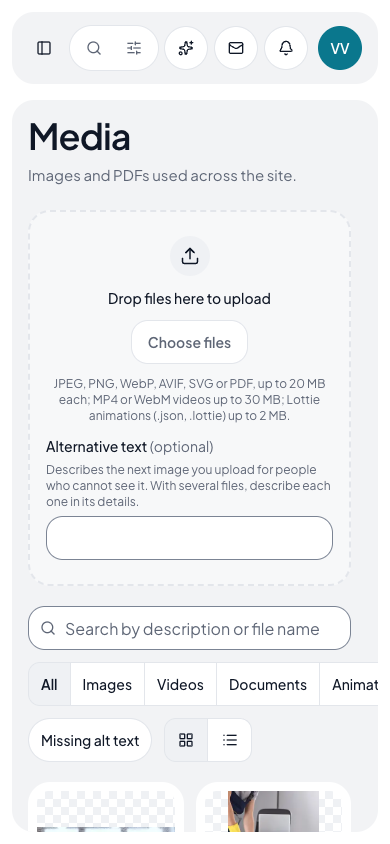 VV
Media
Images and PDFs used across the site.
Drop files here to upload
Choose files
JPEG, PNG, WebP, AVIF, SVG or PDF, up to 20 MB
each; MP4 or WebM videos up to 30 MB; Lottie
animations (.json, .lottie) up to 2 MB.
Alternative text (optional)
Describes the next image you upload for people
who cannot see it. With several files, describe each
one in its details.
Search by description or file name
All Images Videos Documents Animat
Missing alt text